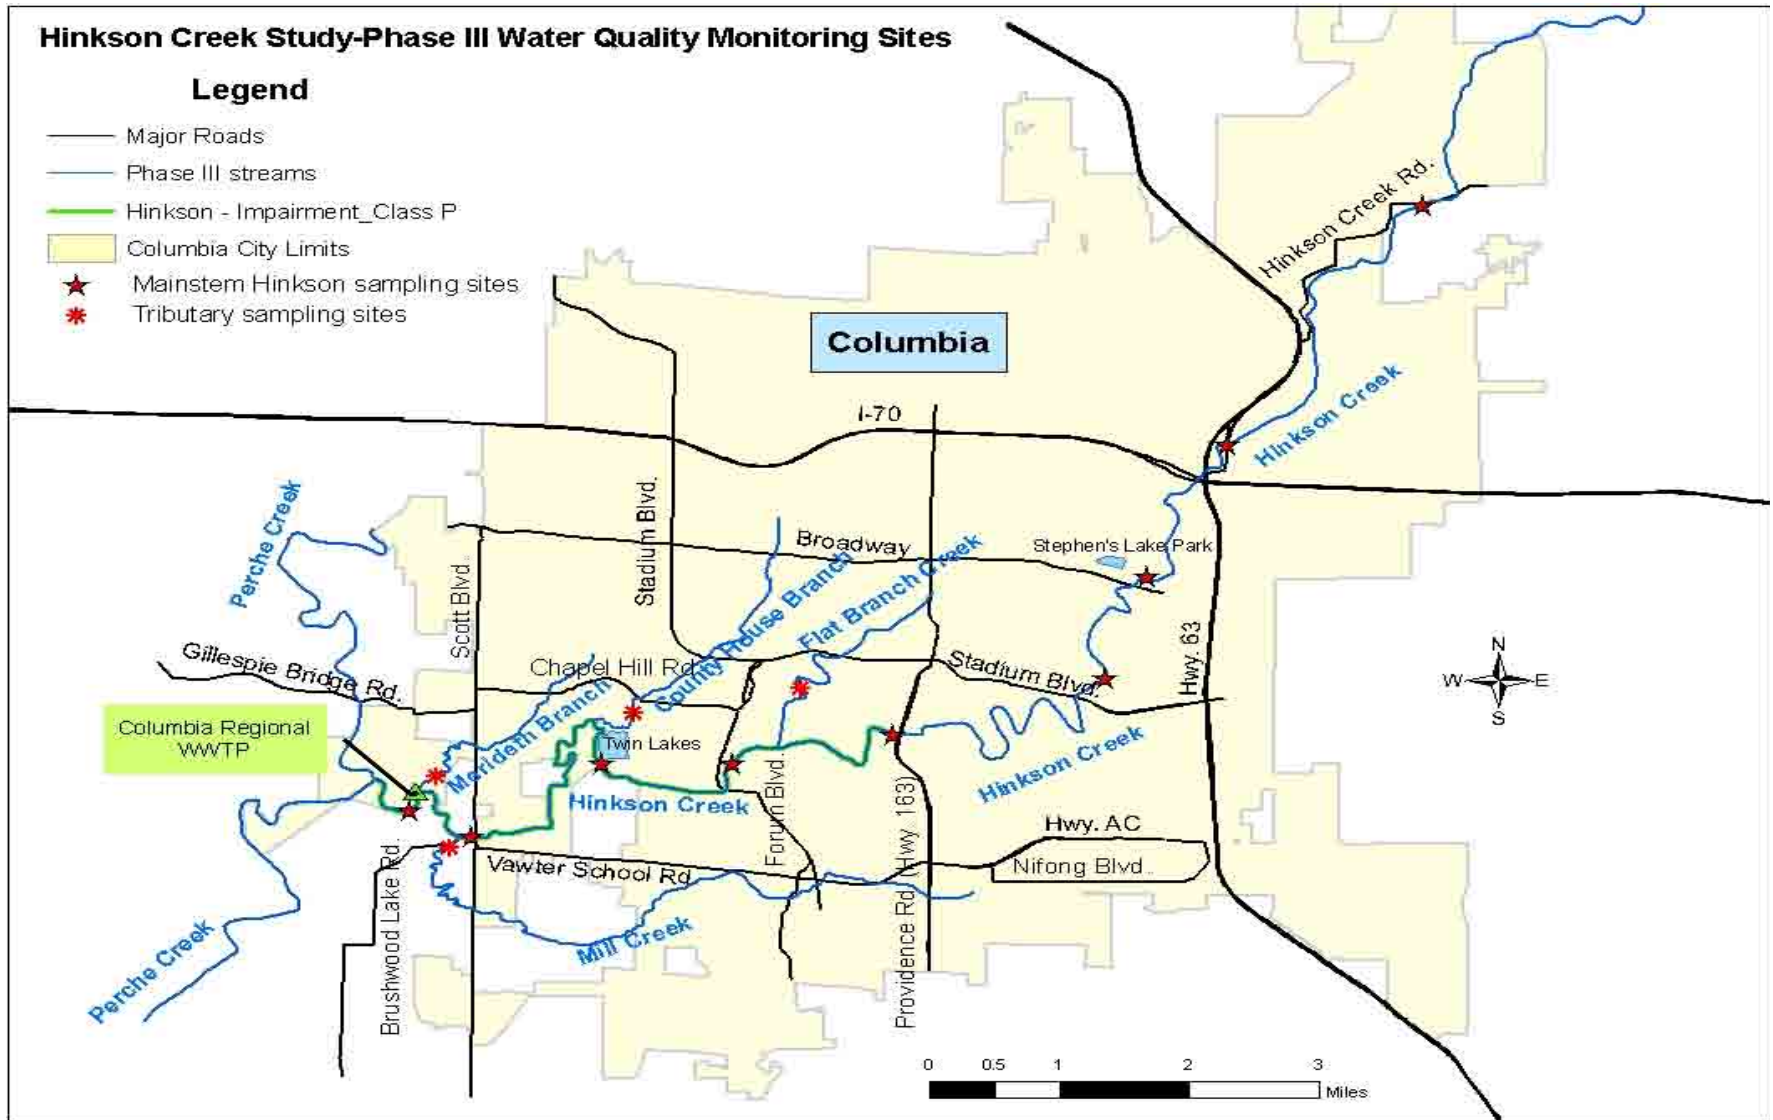 Hinkson Creek Study-Phase III Water Quality Monitoring Sites
Legend
Major Roads
Phase III streams
Hinkson - Impairment_Class P
Columbia City Limits
Mainstem Hinkson sampling sites
Tributary sampling sites
Hinkson Creek Rd.
Columbia
I-70
Hinkson Creek
Perche Creek
Stadium Blvd.
Broadway
Stephen's Lake Park
Scott Blvd.
County House Branch
Flat Branch Creek
Gillespie Bridge Rd.
Chapel Hill Rd.
Stadium Blvd.
Hwy. 63
N
W
E
S
Columbia Regional
WWTP
Merideth Branch
Twin Lakes
Hinkson Creek
Hinkson Creek
Forum Blvd.
Providence Rd. (Hwy. 163)
Hwy. AC
Nifong Blvd.
Vawter School Rd
Brushwood Lake Rd.
Mill Creek
Perche Creek
0 0.5 1 2 3
Miles